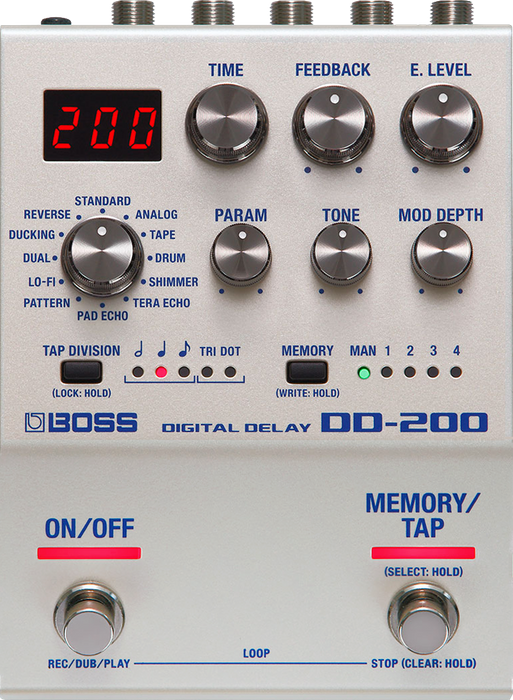 TIME
FEEDBACK
E. LEVEL
200
STANDARD
REVERSE
ANALOG
DUCKING
TAPE
DUAL
DRUM
LO-FI
SHIMMER
PATTERN
TERA ECHO
PAD ECHO
PARAM
TONE
MOD DEPTH
TAP DIVISION
(LOCK: HOLD)
TRI DOT
MEMORY
(WRITE: HOLD)
MAN 1 2 3 4
BOSS
DIGITAL DELAY DD-200
ON/OFF
MEMORY/
TAP
(SELECT: HOLD)
LOOP
REC/DUB/PLAY
STOP (CLEAR: HOLD)